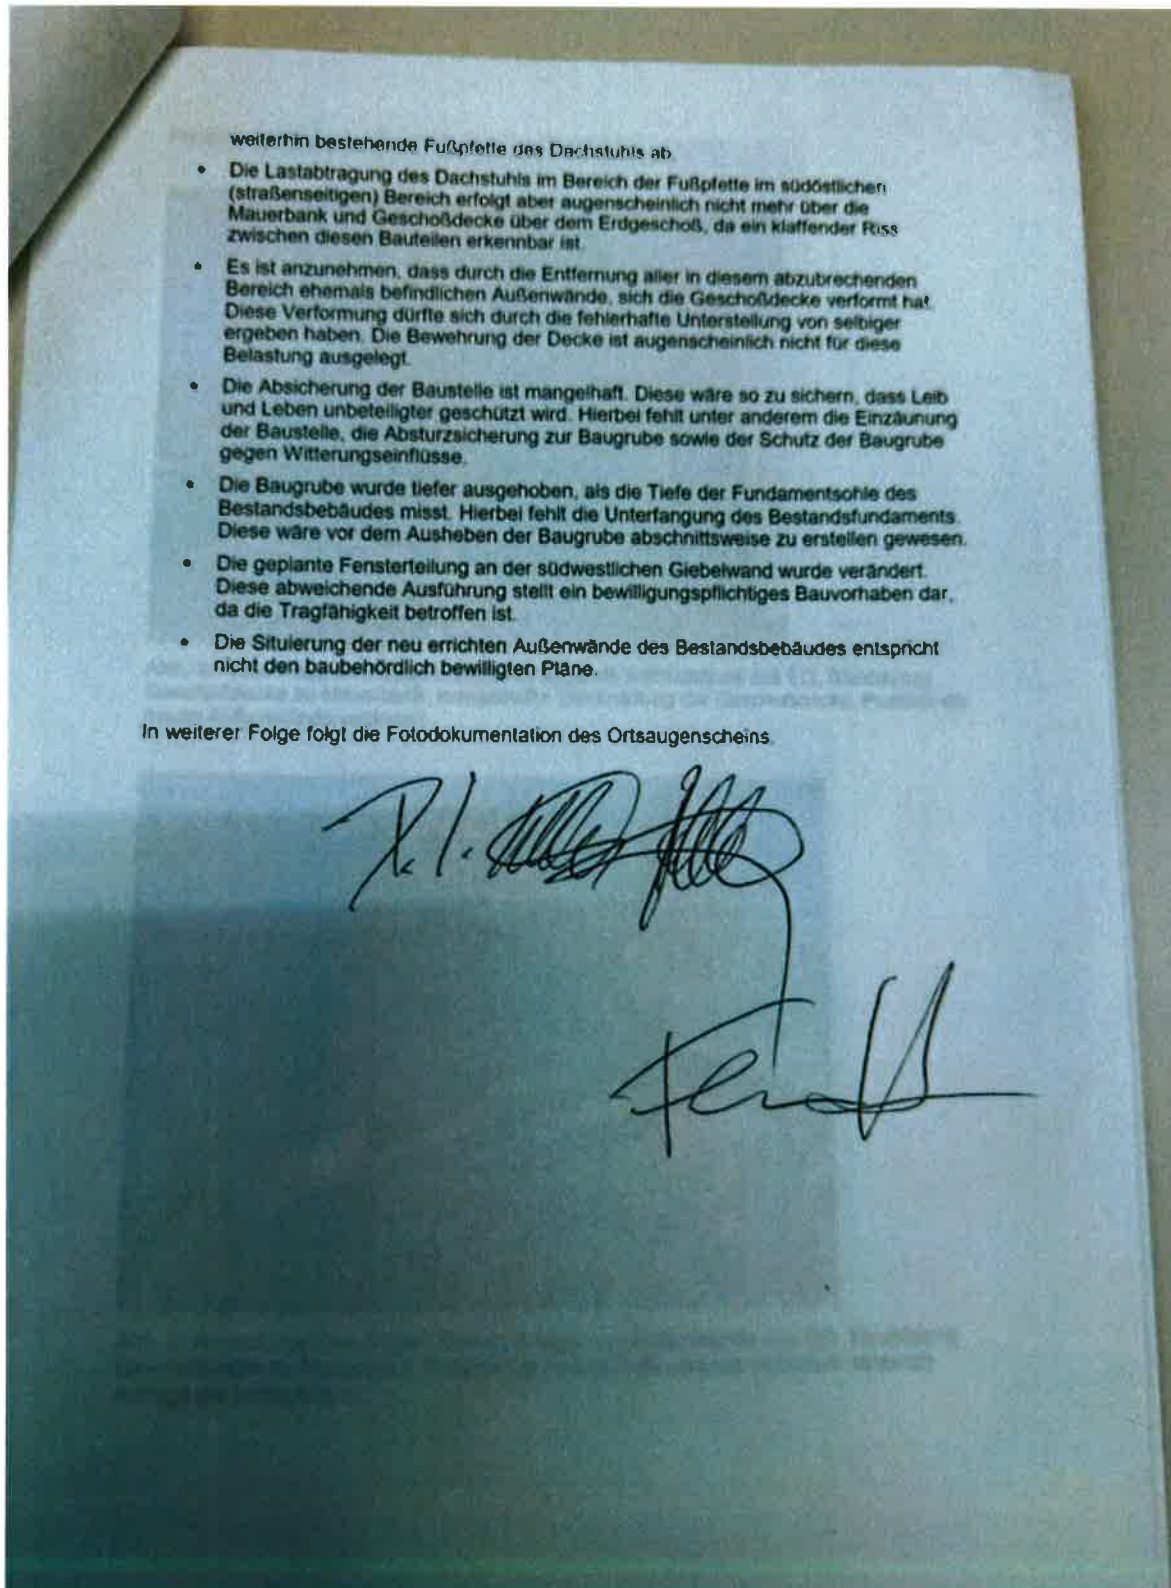 weiterhin bestehende Fußpfette des Dachstuhls ab
• Die Lastabtragung des Dachstuhls im Bereich der Fußpfette im südöstlichen
(straßenseitigen) Bereich erfolgt aber augenscheinlich nicht mehr über die
Mauerbank und Geschoßdecke über dem Erdgeschoß, da ein klaffender Riss
zwischen diesen Bauteilen erkennbar ist.
• Es ist anzunehmen, dass durch die Entfernung aller in diesem abzubrechenden
Bereich ehemals befindlichen Außenwände, sich die Geschoßdecke verformt hat.
Diese Verformung dürfte sich durch die fehlerhafte Unterstellung von selbiger
ergeben haben. Die Bewehrung der Decke ist augenscheinlich nicht für diese
Belastung ausgelegt.
• Die Absicherung der Baustelle ist mangelhaft. Diese wäre so zu sichern, dass Leib
und Leben unbeteiligter geschützt wird. Hierbei fehlt unter anderem die Einzäunung
der Baustelle, die Absturzsicherung zur Baugrube sowie der Schutz der Baugrube
gegen Witterungseinflüsse.
• Die Baugrube wurde tiefer ausgehoben, als die Tiefe der Fundamentsohle des
Bestandsbebäudes misst. Hierbei fehlt die Unterfangung des Bestandsfundaments.
Diese wäre vor dem Ausheben der Baugrube abschnittsweise zu erstellen gewesen.
• Die geplante Fensterteilung an der südwestlichen Giebelwand wurde verändert.
Diese abweichende Ausführung stellt ein bewilligungspflichtiges Bauvorhaben dar,
da die Tragfähigkeit betroffen ist.
• Die Situierung der neu errichten Außenwände des Bestandsbebäudes entspricht
nicht den baubehördlich bewilligten Pläne.
In weiterer Folge folgt die Fotodokumentation des Ortsaugenscheins.